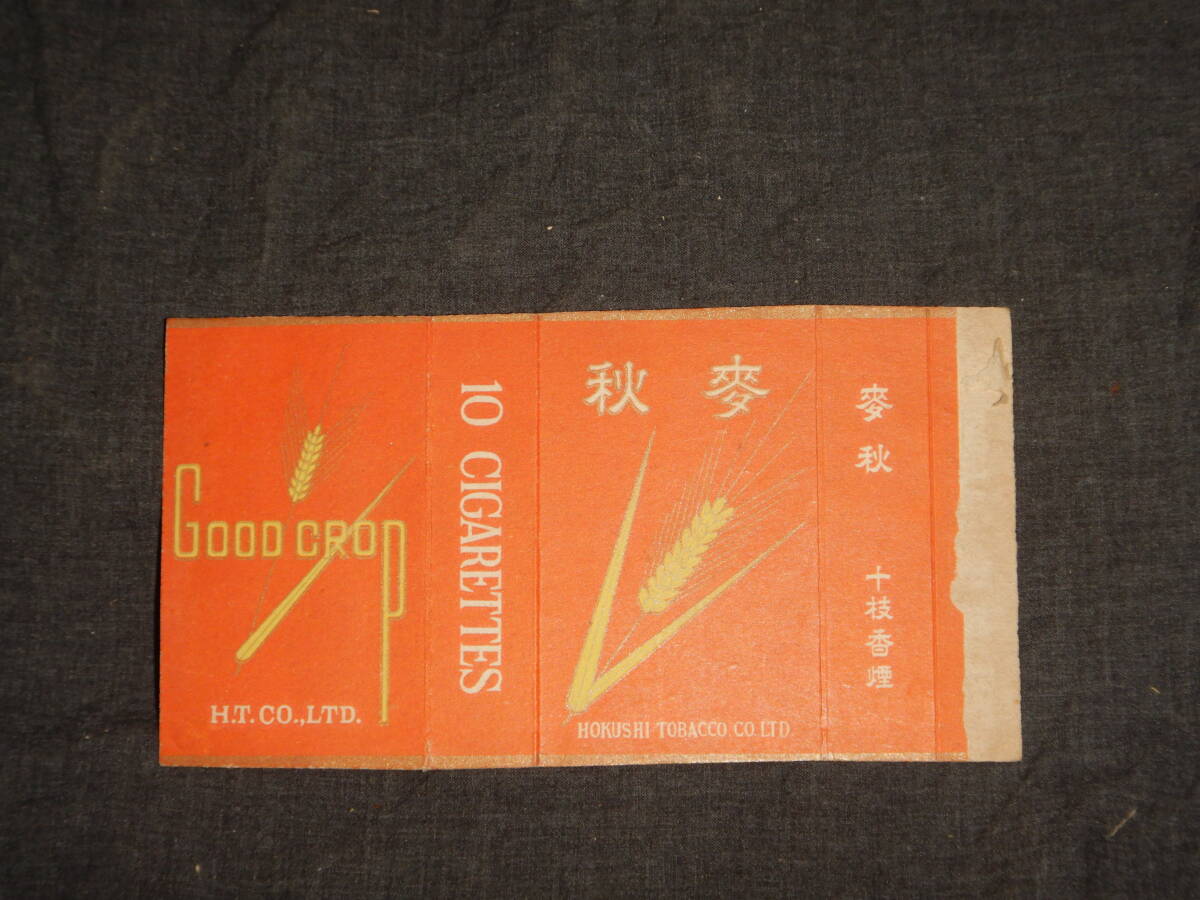 GOOD CROP
H.T. CO., LTD.
10 CIGARETTES
麥秋
HOKUSHI TOBACCO CO. LTD.
麥秋
十枝香煙